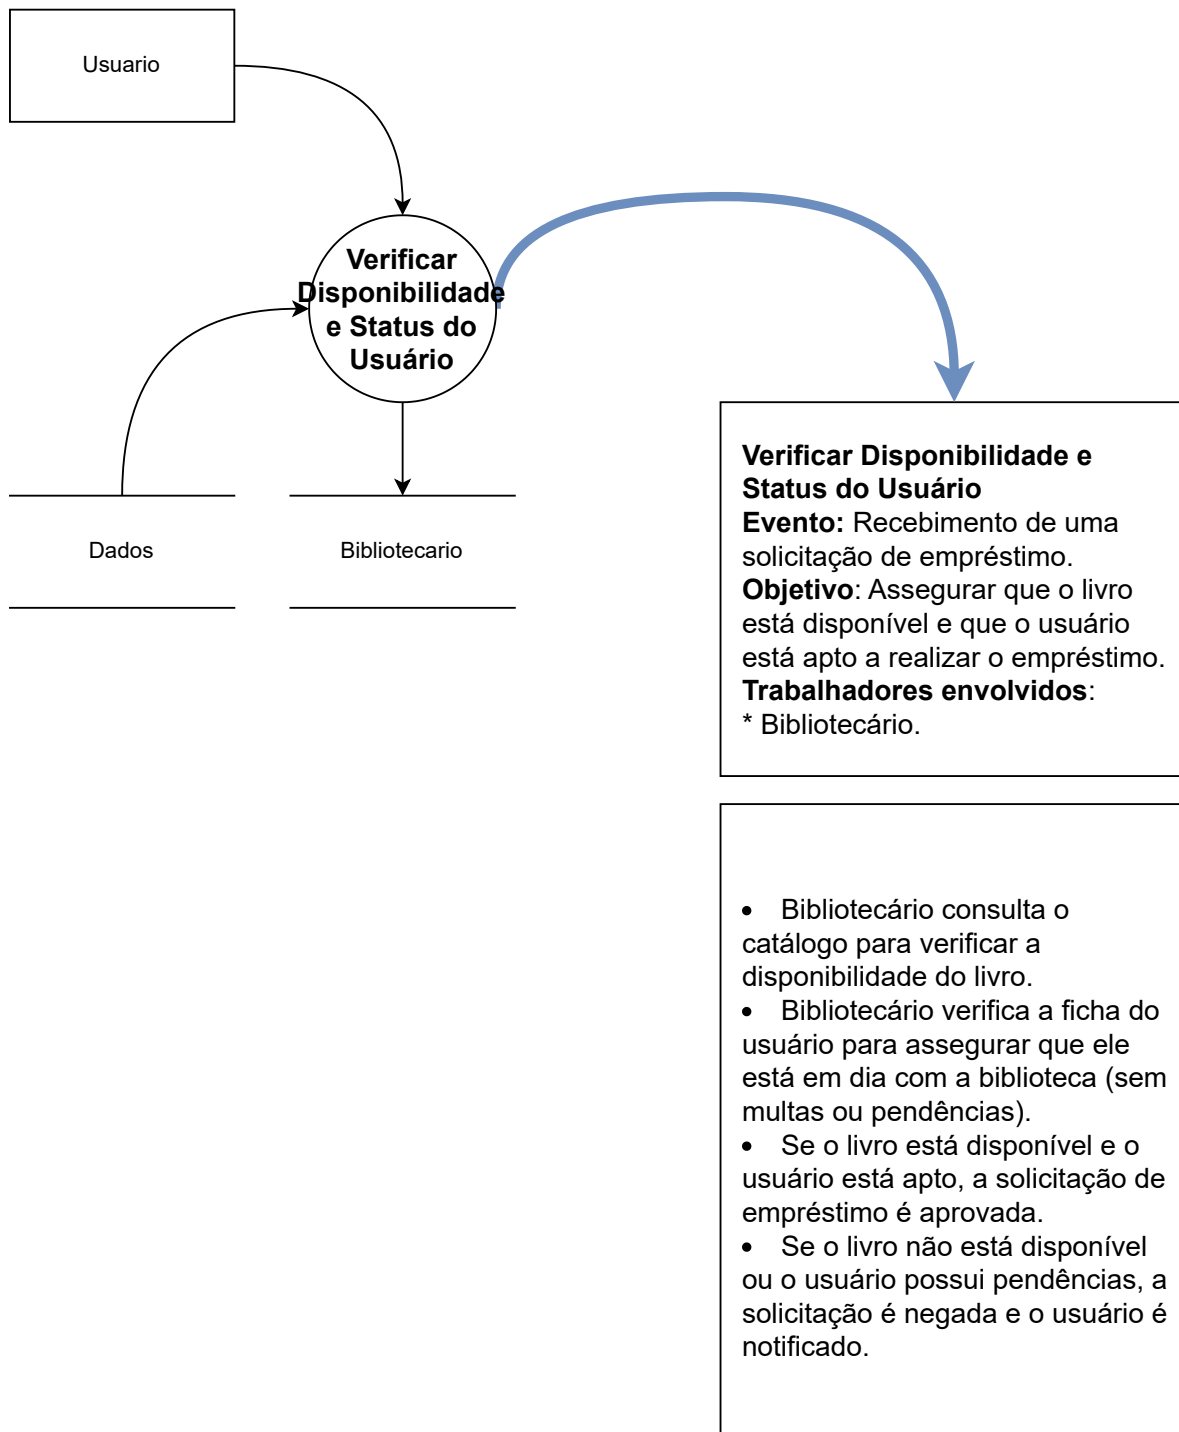 Usuario
Verificar
Disponibilidade
e Status do
Usuário
Dados
Bibliotecario
Verificar Disponibilidade e
Status do Usuário
Evento: Recebimento de uma
solicitação de empréstimo.
Objetivo: Assegurar que o livro
está disponível e que o usuário
está apto a realizar o empréstimo.
Trabalhadores envolvidos:
* Bibliotecário.
• Bibliotecário consulta o
catálogo para verificar a
disponibilidade do livro.
• Bibliotecário verifica a ficha do
usuário para assegurar que ele
está em dia com a biblioteca (sem
multas ou pendências).
• Se o livro está disponível e o
usuário está apto, a solicitação de
empréstimo é aprovada.
• Se o livro não está disponível
ou o usuário possui pendências, a
solicitação é negada e o usuário é
notificado.